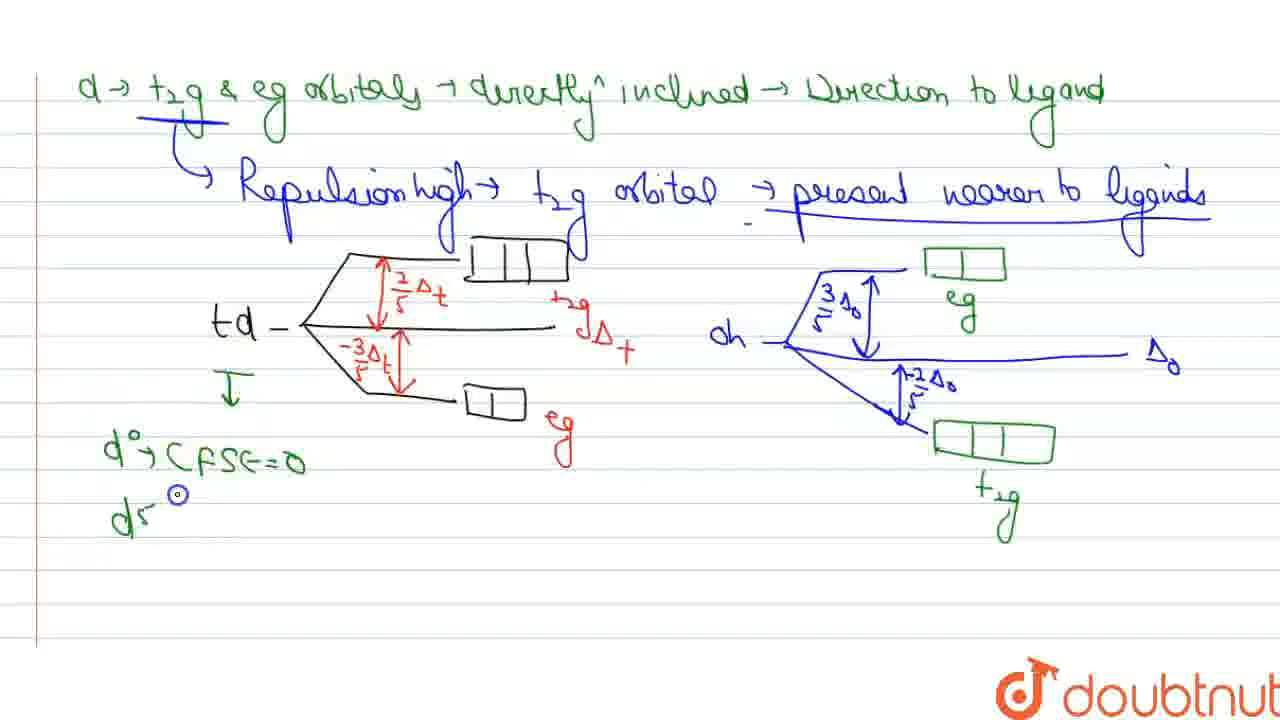 d → t2g & eg orbitals → directly^ inclined → Direction to ligand
↳ Repulsion high → t2g orbital → present nearer to ligands
2/5 Δt
t2g
td
Δt
-3/5 Δt
eg
3/5 Δo
eg
Oh
Δo
-2/5 Δo
t2g
d⁰ → CFSE = 0
d5
doubtnut